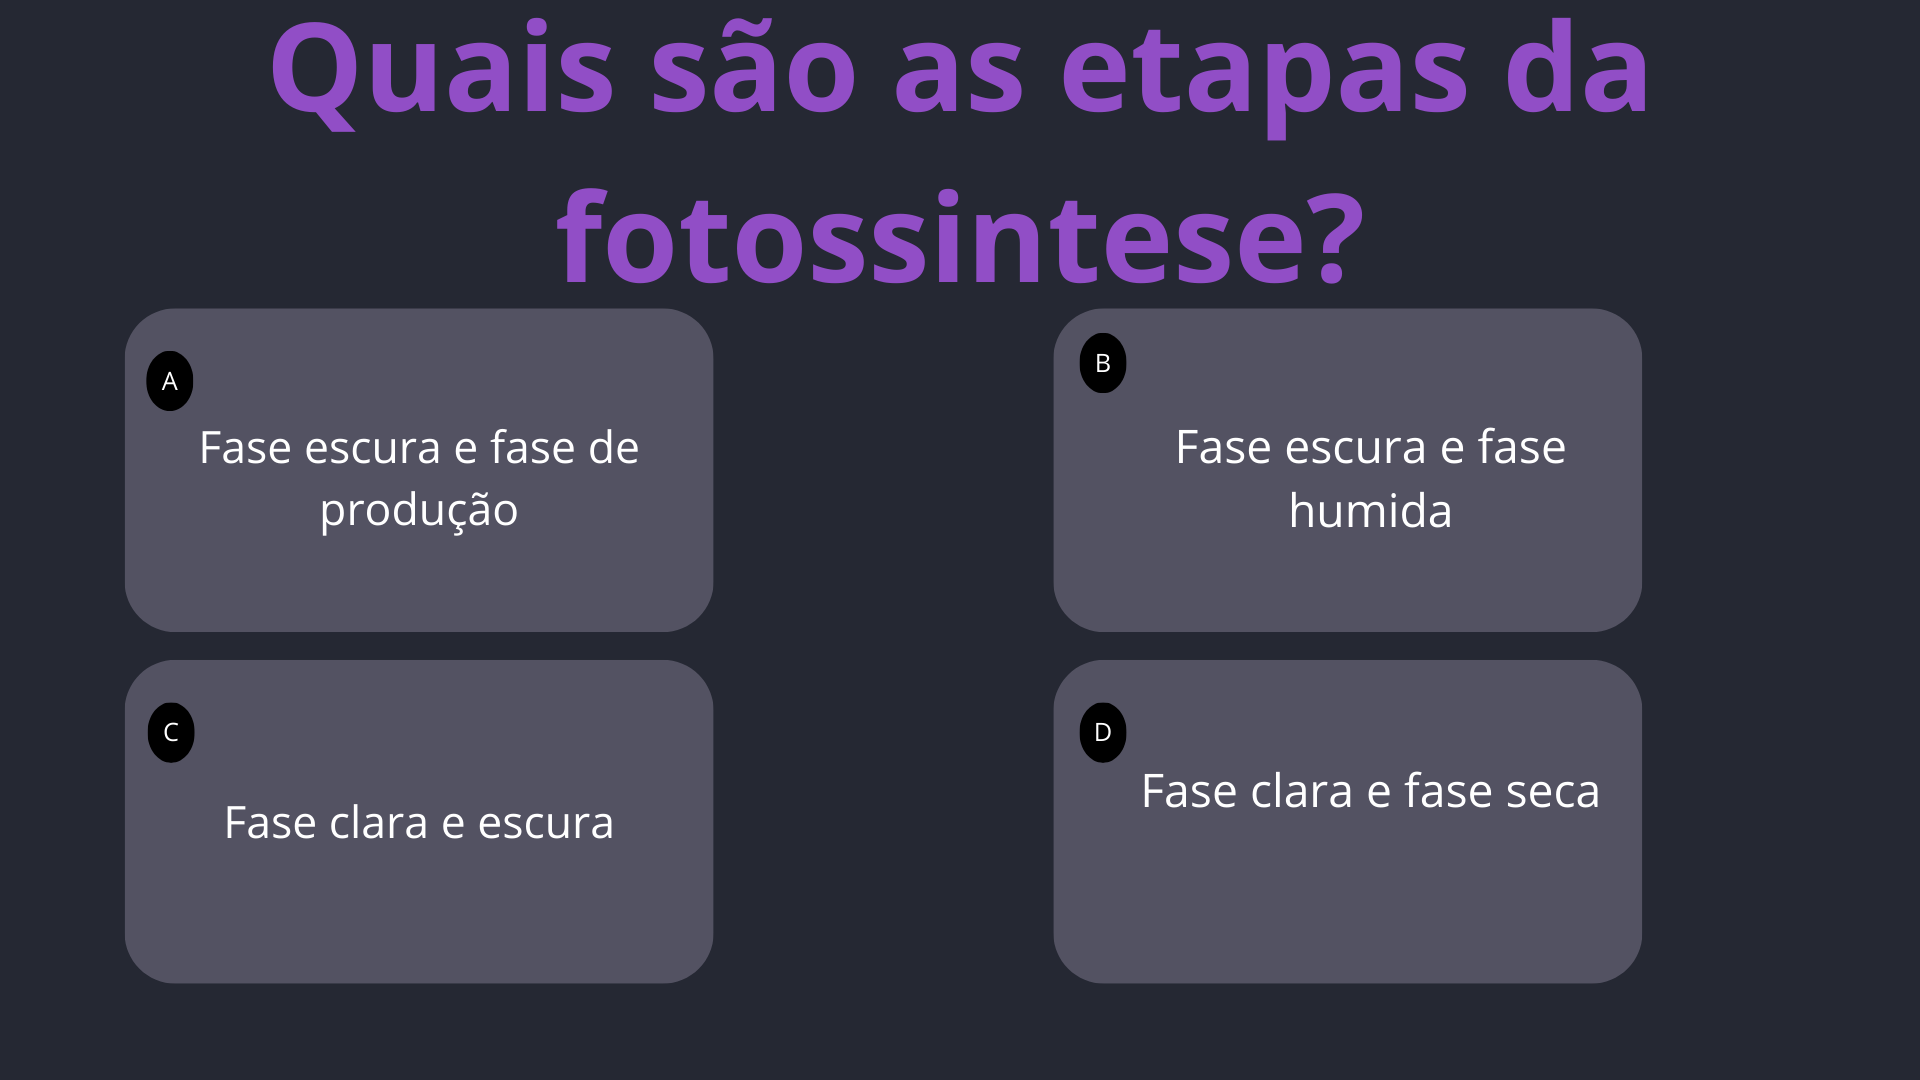 Quais são as etapas da
fotossintese?
A
Fase escura e fase de
produção
B
Fase escura e fase
humida
C
Fase clara e escura
D
Fase clara e fase seca